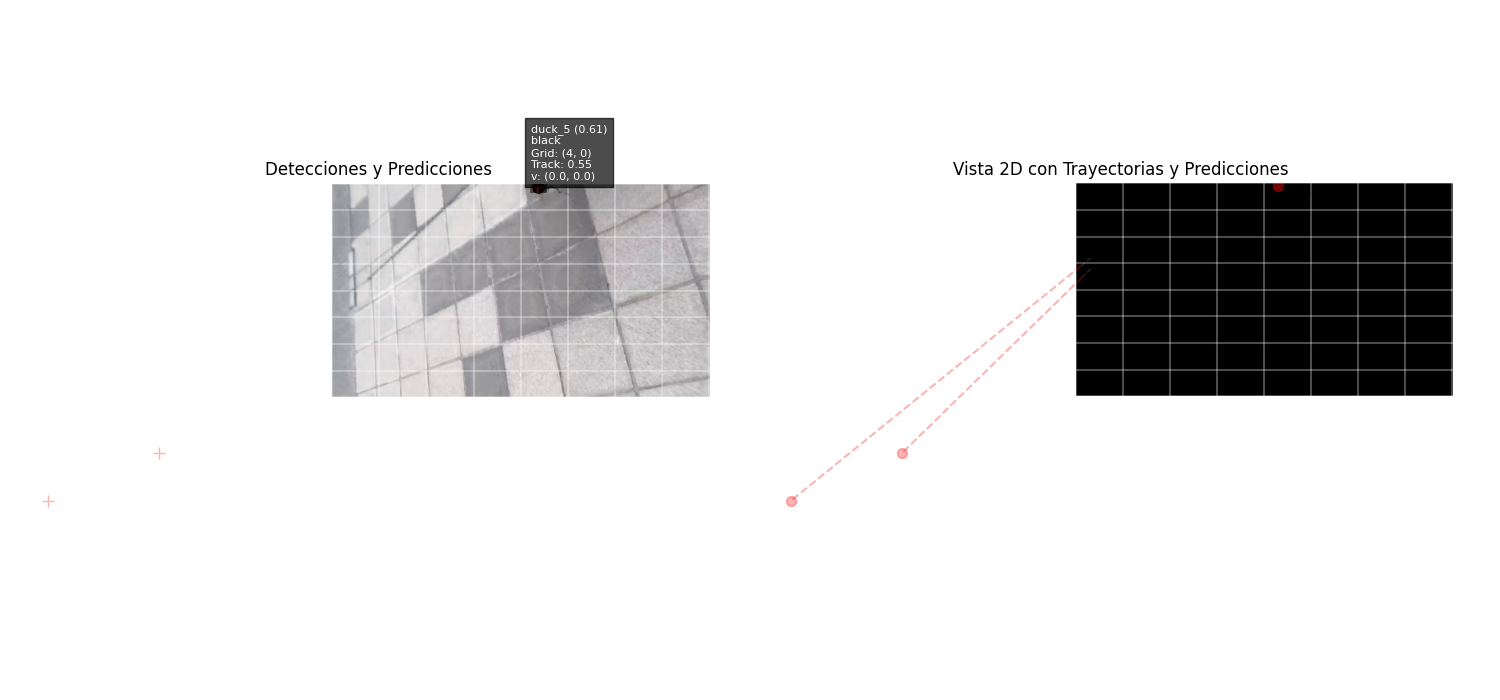 duck_5 (0.61)
black
Grid: (4, 0)
Track: 0.55
v: (0.0, 0.0)
Detecciones y Predicciones
Vista 2D con Trayectorias y Predicciones